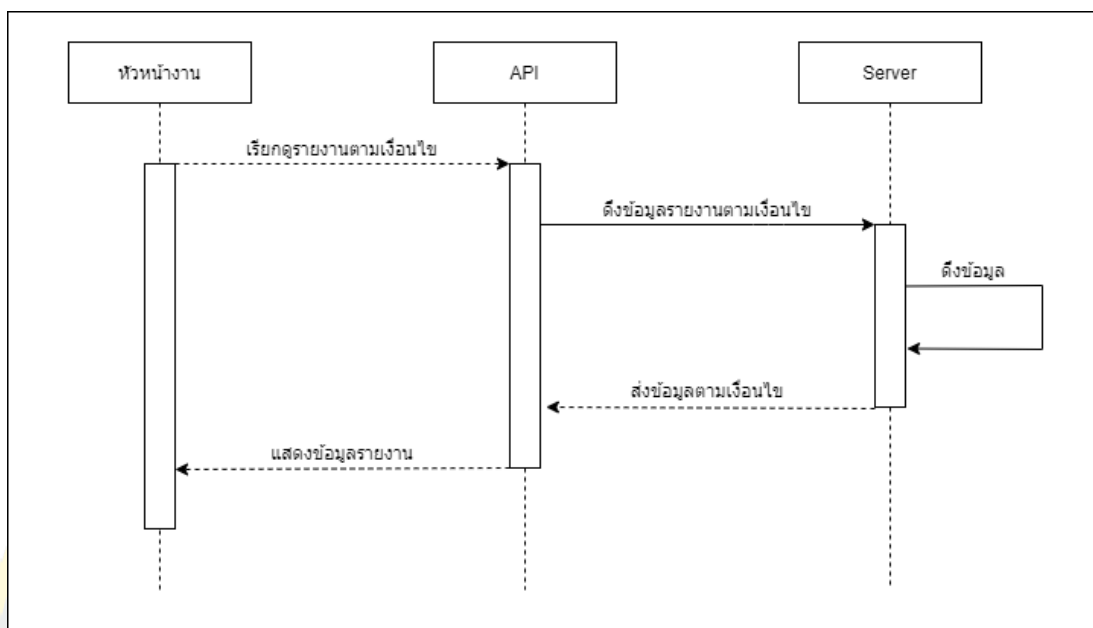 หัวหน้างาน
API
Server
เรียกดูรายงานตามเงื่อนไข
ดึงข้อมูลรายงานตามเงื่อนไข
ดึงข้อมูล
ส่งข้อมูลตามเงื่อนไข
แสดงข้อมูลรายงาน